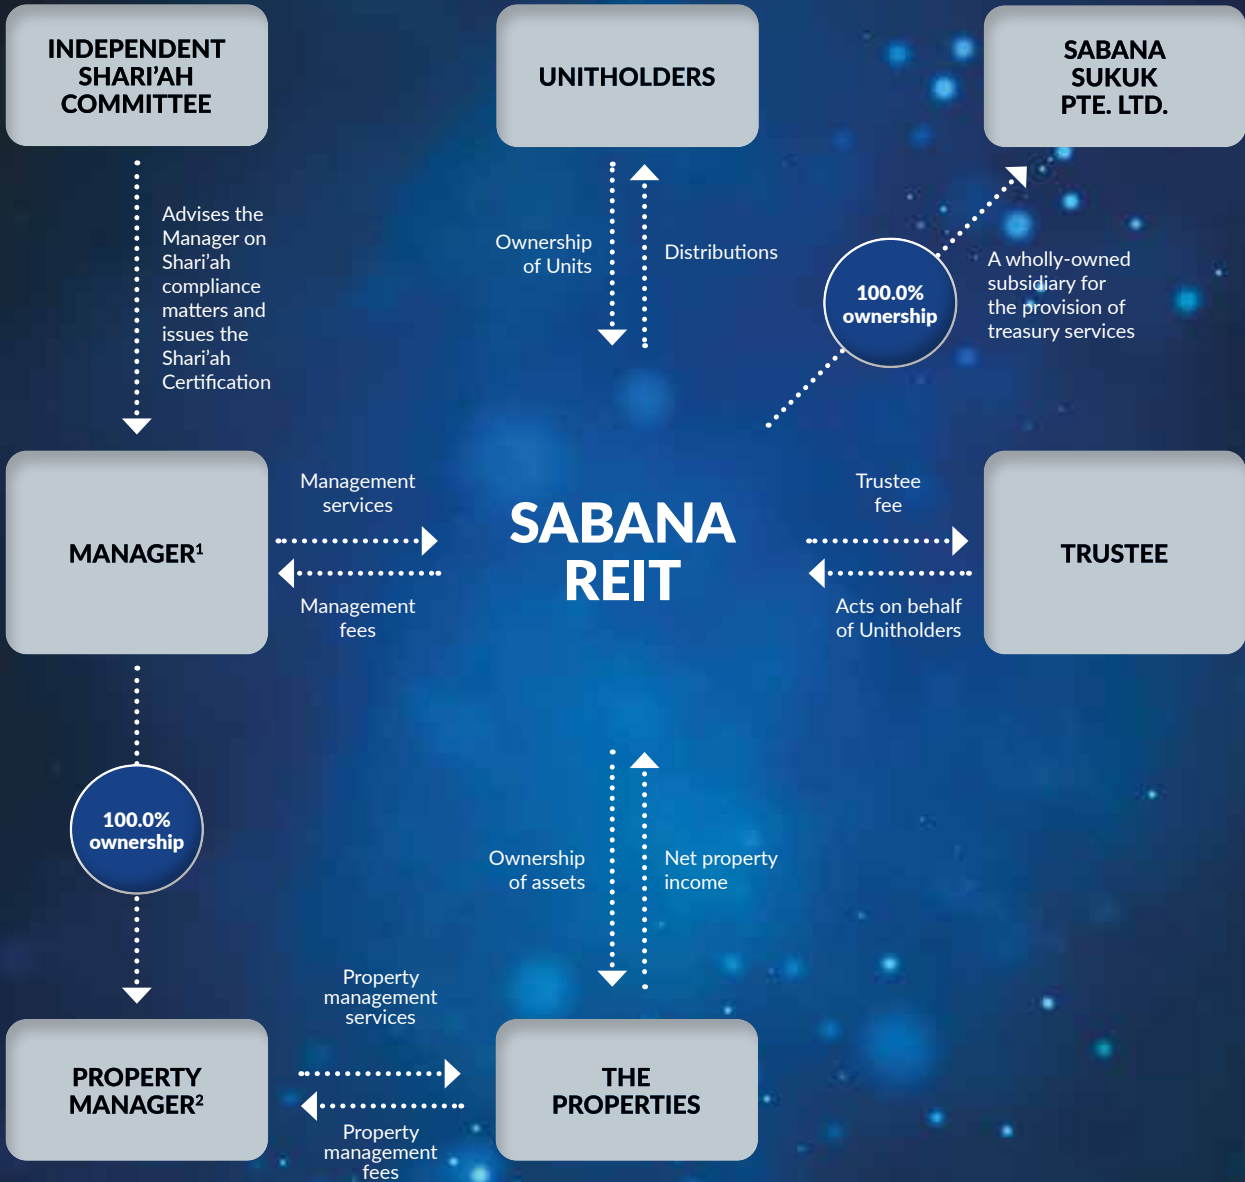 INDEPENDENT
SHARI’AH
COMMITTEE
UNITHOLDERS
SABANA
SUKUK
PTE. LTD.
Advises the
Manager on
Shari’ah
compliance
matters and
issues the
Shari’ah
Certification
Ownership
of Units
Distributions
100.0%
ownership
A wholly-owned
subsidiary for
the provision of
treasury services
MANAGER¹
Management
services
Management
fees
SABANA
REIT
Trustee
fee
Acts on behalf
of Unitholders
TRUSTEE
100.0%
ownership
Ownership
of assets
Net property
income
PROPERTY
MANAGER²
Property
management
services
Property
management
fees
THE
PROPERTIES